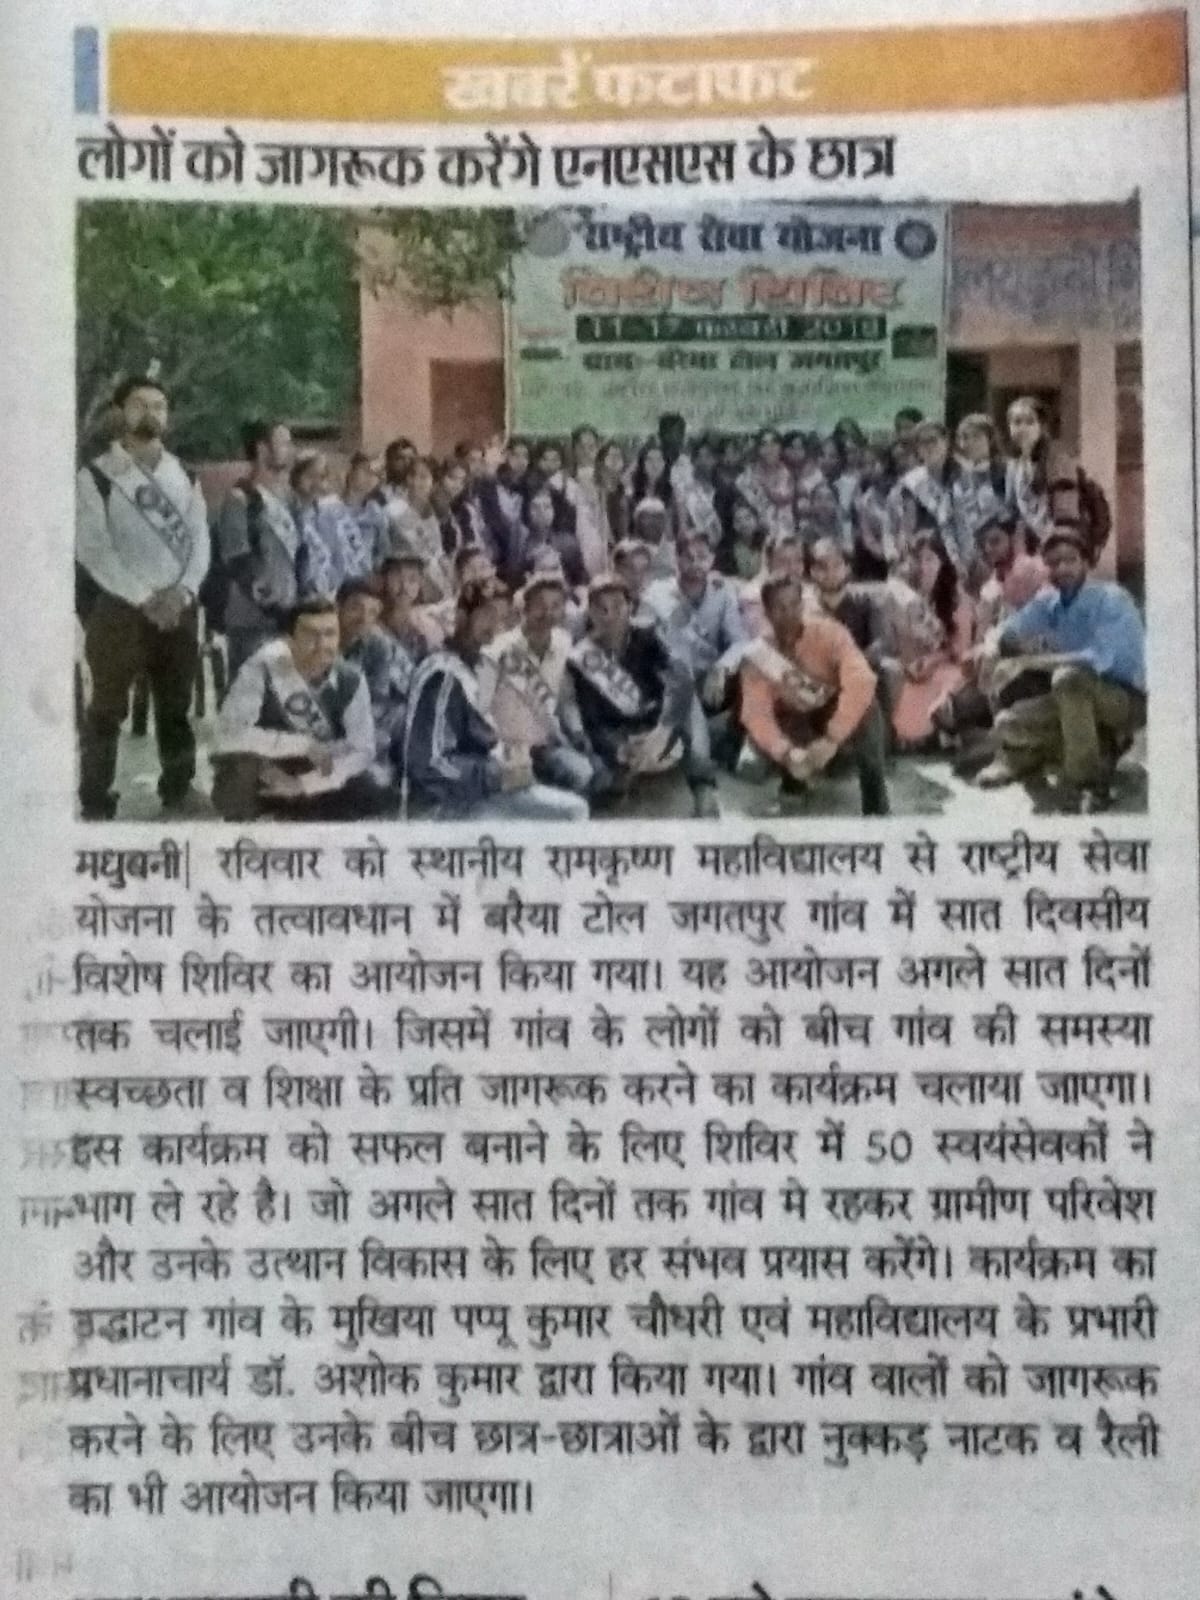 खबरें फटाफट
लोगों को जागरूक करेंगे एनएसएस के छात्र
राष्ट्रीय सेवा योजना
विशेष शिविर
11-17 फरवरी 2018
ग्राम:-बरैया टोल जगतपुर
मधुबनी| रविवार को स्थानीय रामकृष्ण महाविद्यालय से राष्ट्रीय सेवा
योजना के तत्वावधान में बरैया टोल जगतपुर गांव में सात दिवसीय
विशेष शिविर का आयोजन किया गया। यह आयोजन अगले सात दिनों
तक चलाई जाएगी। जिसमें गांव के लोगों को बीच गांव की समस्या
स्वच्छता व शिक्षा के प्रति जागरूक करने का कार्यक्रम चलाया जाएगा।
इस कार्यक्रम को सफल बनाने के लिए शिविर में 50 स्वयंसेवकों ने
भाग ले रहे है। जो अगले सात दिनों तक गांव मे रहकर ग्रामीण परिवेश
और उनके उत्थान विकास के लिए हर संभव प्रयास करेंगे। कार्यक्रम का
उद्घाटन गांव के मुखिया पप्पू कुमार चौधरी एवं महाविद्यालय के प्रभारी
प्रधानाचार्य डॉ. अशोक कुमार द्वारा किया गया। गांव वालों को जागरूक
करने के लिए उनके बीच छात्र-छात्राओं के द्वारा नुक्कड़ नाटक व रैली
का भी आयोजन किया जाएगा।